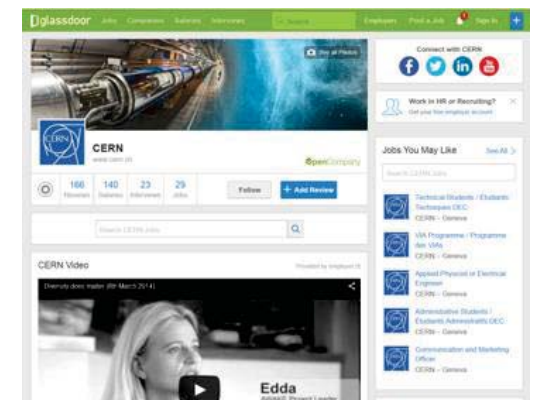 glassdoor Jobs Companies Salaries Interviews Search Employers Post a Job Sign In
See all Photos
CERN
CERN
www.cern.ch
OpenCompany
166 140 23 29
Reviews Salaries Interviews Jobs
Follow + Add Review
Search CERN Jobs
CERN Video
Provided by employer
Diversity does matter (8th March 2014)
Edda
AWAKE Project Leader
Connect with CERN
Work in HR or Recruiting?
Get your free employer account
Jobs You May Like See All >
Search CERN Jobs
Technical Students / Etudiants
Techniques OEC
CERN – Geneva
VIA Programme / Programme
des VIAs
CERN – Geneva
Applied Physicist or Electrical
Engineer
CERN – Geneva
Administrative Students /
Etudiants Administratifs OEC
CERN – Geneva
Communication and Marketing
Officer
CERN – Geneva